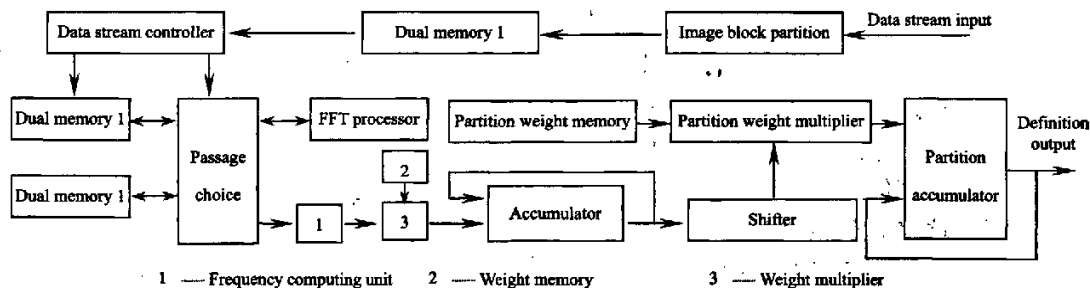 Data stream input
Data stream controller
Dual memory 1
Image block partition
Dual memory 1
Passage choice
FFT processor
Partition weight memory
Partition weight multiplier
Partition accumulator
Definition output
Dual memory 1
2
1
3
Accumulator
Shifter
1 — Frequency computing unit 2 — Weight memory 3 — Weight multiplier